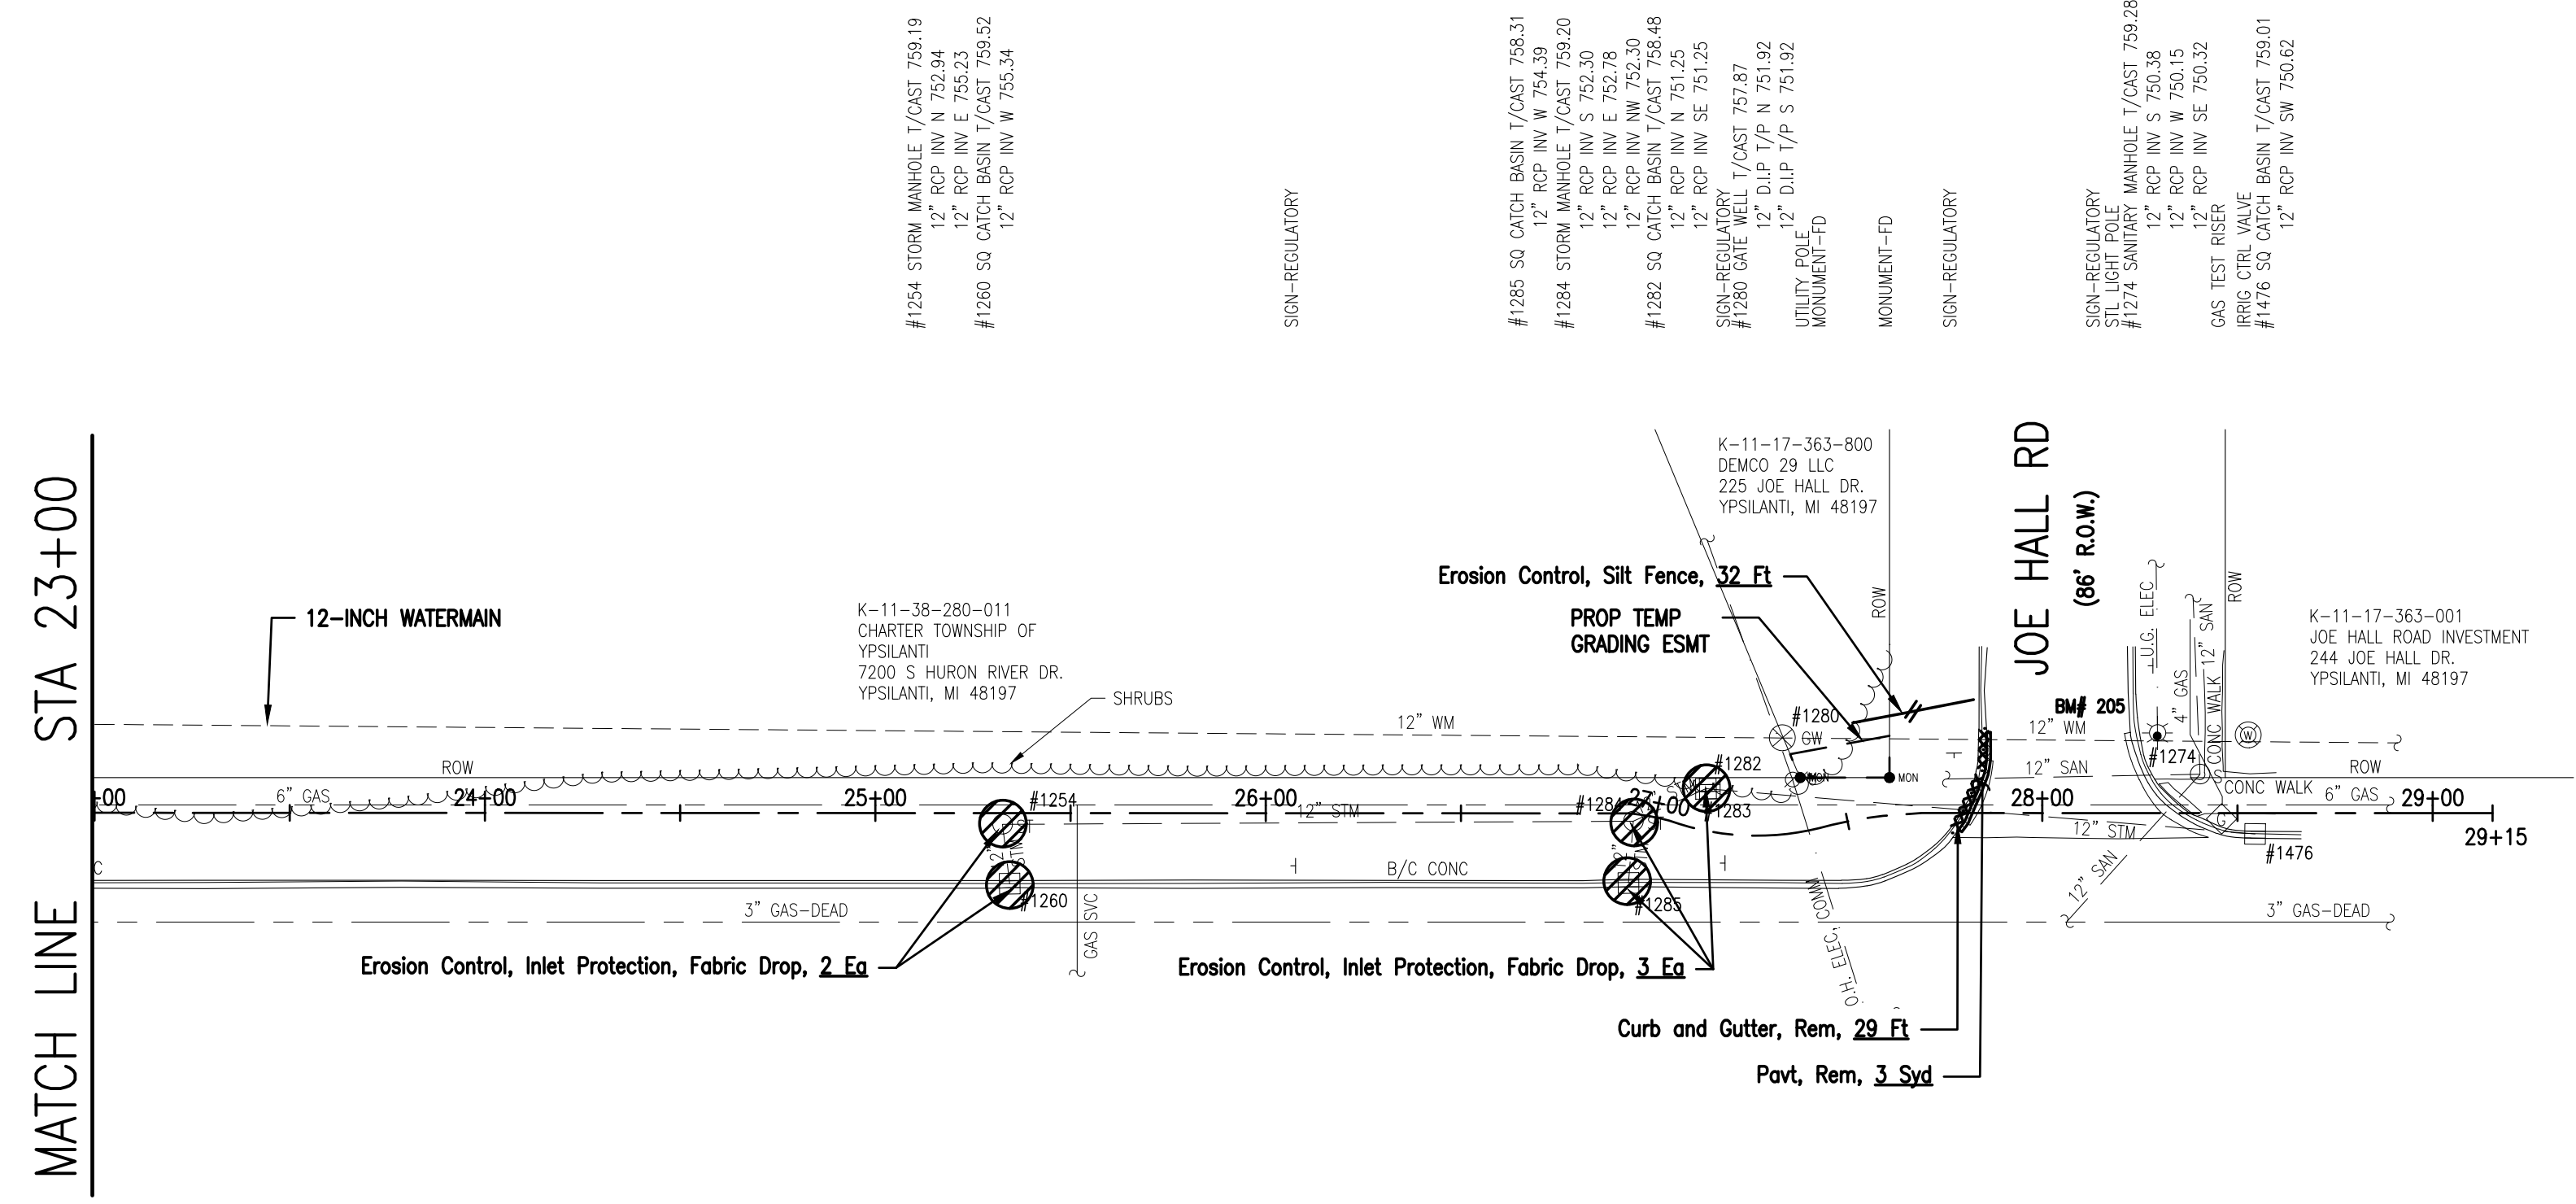 #1254 STORM MANHOLE T/CAST 759.19
12" RCP INV N 752.94
12" RCP INV E 755.23
#1260 SQ CATCH BASIN T/CAST 759.52
12" RCP INV W 755.34
SIGN-REGULATORY
#1285 SQ CATCH BASIN T/CAST 758.31
12" RCP INV W 754.39
#1284 STORM MANHOLE T/CAST 759.20
12" RCP INV S 752.30
12" RCP INV E 752.78
12" RCP INV NW 752.30
#1282 SQ CATCH BASIN T/CAST 758.48
12" RCP INV N 751.25
12" RCP INV SE 751.25
SIGN-REGULATORY
#1280 GATE WELL T/CAST 757.87
12" D.I.P T/P N 751.92
12" D.I.P T/P S 751.92
UTILITY POLE
MONUMENT-FD
MONUMENT-FD
SIGN-REGULATORY
SIGN-REGULATORY
STL LIGHT POLE
#1274 SANITARY MANHOLE T/CAST 759.28
12" RCP INV S 750.38
12" RCP INV W 750.15
12" RCP INV SE 750.32
GAS TEST RISER
IRRIG CTRL VALVE
#1476 SQ CATCH BASIN T/CAST 759.01
12" RCP INV SW 750.62
MATCH LINE STA 23+00
12-INCH WATERMAIN
K-11-38-280-011
CHARTER TOWNSHIP OF
YPSILANTI
7200 S HURON RIVER DR.
YPSILANTI, MI 48197
SHRUBS
K-11-17-363-800
DEMCO 29 LLC
225 JOE HALL DR.
YPSILANTI, MI 48197
Erosion Control, Silt Fence, 32 Ft
PROP TEMP
GRADING ESMT
ROW
JOE HALL RD
(86' R.O.W.)
U.G. ELEC
4" GAS
12" SAN
CONC WALK
ROW
K-11-17-363-001
JOE HALL ROAD INVESTMENT
244 JOE HALL DR.
YPSILANTI, MI 48197
BM# 205
12" WM
#1280
GW
12" WM
#1274
W
ROW
#1282
MON
MON
12" SAN
S
ROW
CONC WALK
6" GAS
+00
6" GAS
24+00
25+00
#1254
26+00
12" STM
#1284
27+00
#1283
28+00
6" GAS
29+00
29+15
12" STM
G
#1476
C
B/C CONC
#1260
#1285
12" SAN
3" GAS-DEAD
GAS SVC
O.H. ELEC, COMM
3" GAS-DEAD
Erosion Control, Inlet Protection, Fabric Drop, 2 Ea
Erosion Control, Inlet Protection, Fabric Drop, 3 Ea
Curb and Gutter, Rem, 29 Ft
Pavt, Rem, 3 Syd